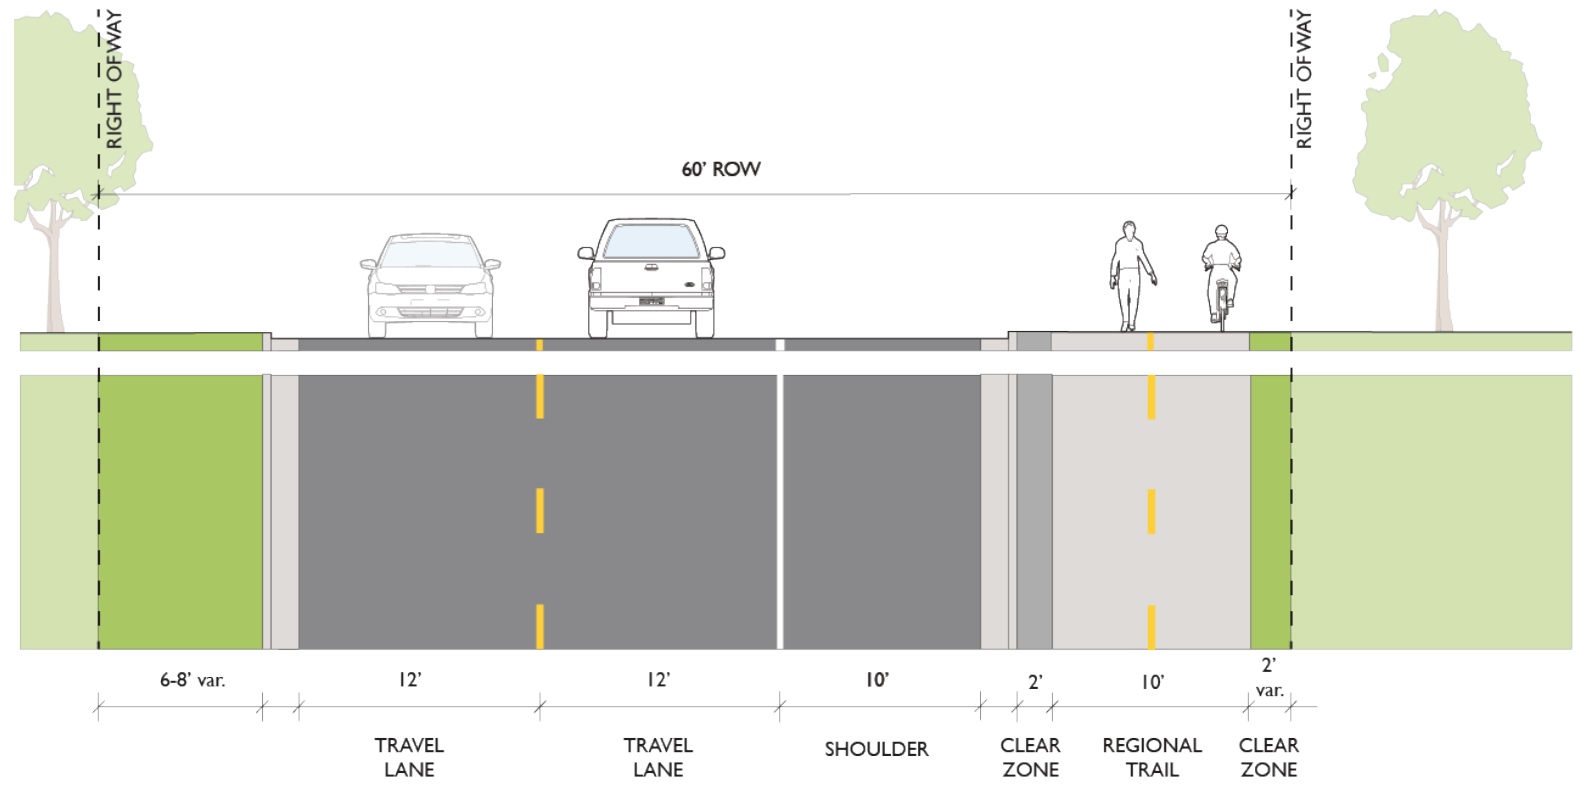 RIGHT OF WAY
RIGHT OF WAY
60’ ROW
6-8’ var.
12’
12’
10’
2’
10’
2’
var.
TRAVEL
LANE
TRAVEL
LANE
SHOULDER
CLEAR
ZONE
REGIONAL
TRAIL
CLEAR
ZONE